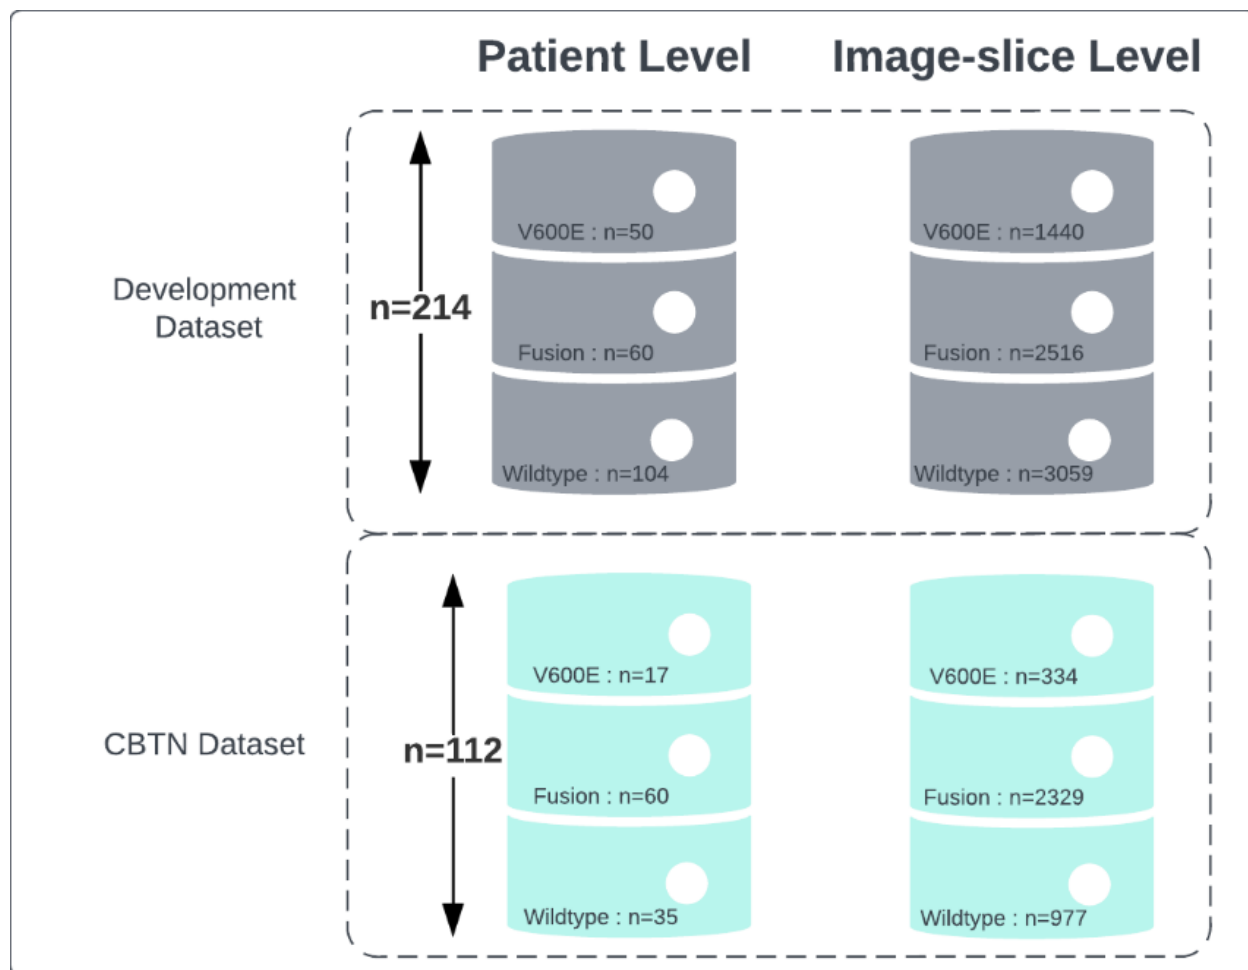 Patient Level
Image-slice Level
Development
Dataset
n=214
V600E : n=50
Fusion : n=60
Wildtype : n=104
V600E : n=1440
Fusion : n=2516
Wildtype : n=3059
CBTN Dataset
n=112
V600E : n=17
Fusion : n=60
Wildtype : n=35
V600E : n=334
Fusion : n=2329
Wildtype : n=977